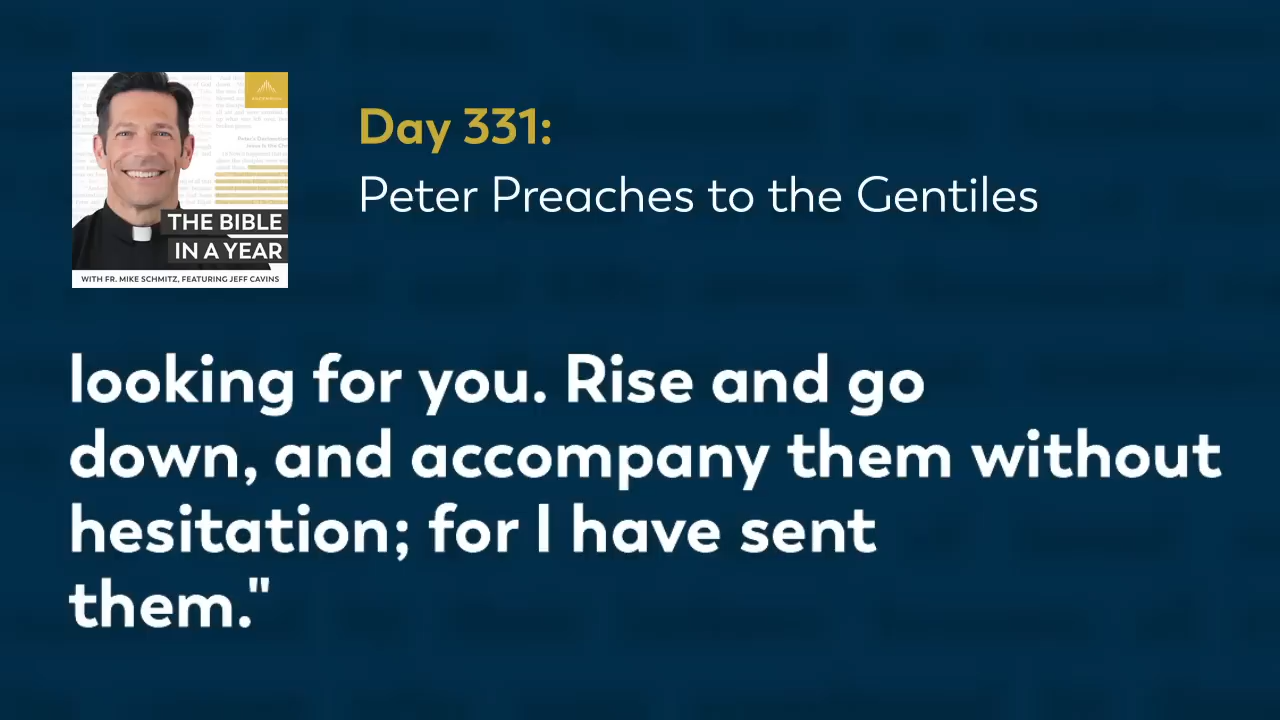 Day 331:
Peter Preaches to the Gentiles
THE BIBLE
IN A YEAR
WITH FR. MIKE SCHMITZ, FEATURING JEFF CAVINS
looking for you. Rise and go
down, and accompany them without
hesitation; for I have sent
them."